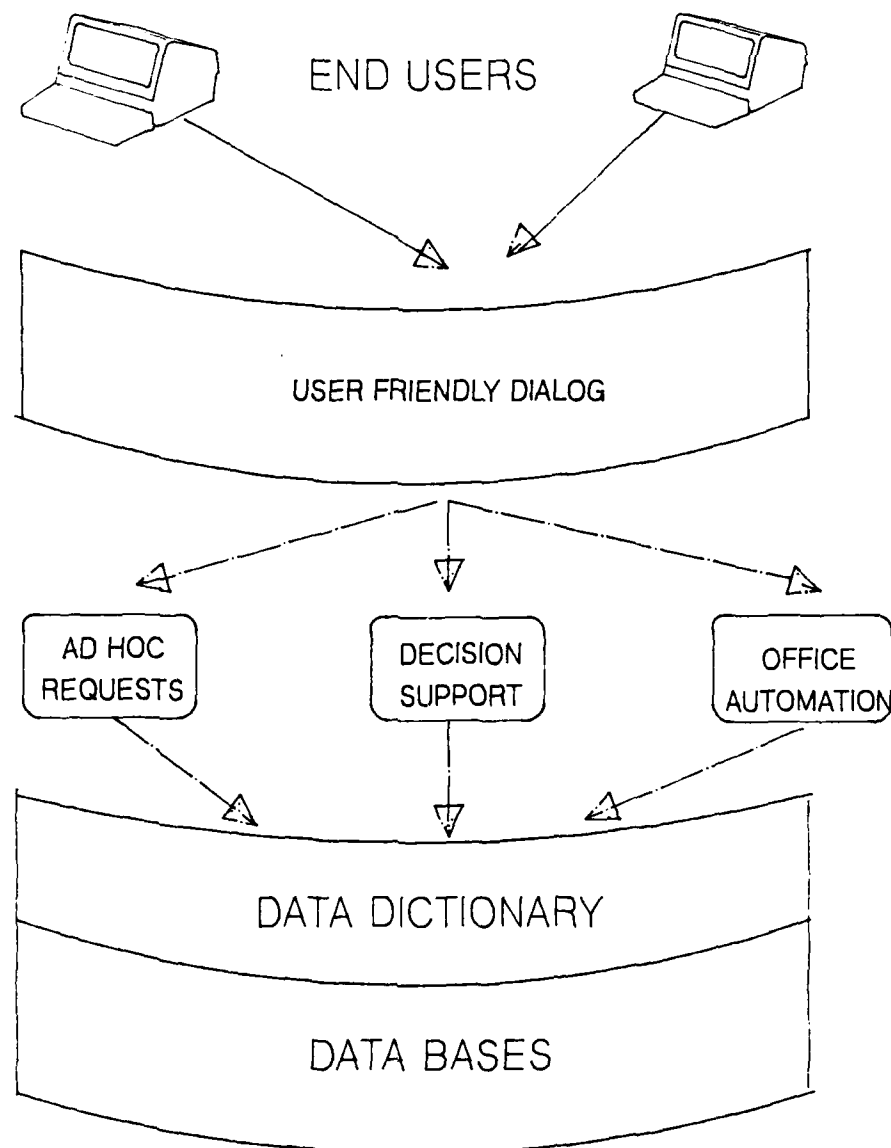 END USERS
USER FRIENDLY DIALOG
AD HOC
REQUESTS
DECISION
SUPPORT
OFFICE
AUTOMATION
DATA DICTIONARY
DATA BASES